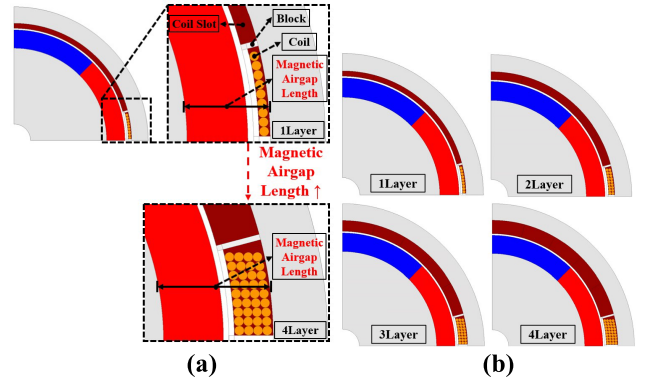 Coil Slot
Block
Coil
Magnetic
Airgap
Length
1Layer
Magnetic
Airgap
Length ↑
Magnetic
Airgap
Length
4Layer
(a)
1Layer
2Layer
3Layer
4Layer
(b)